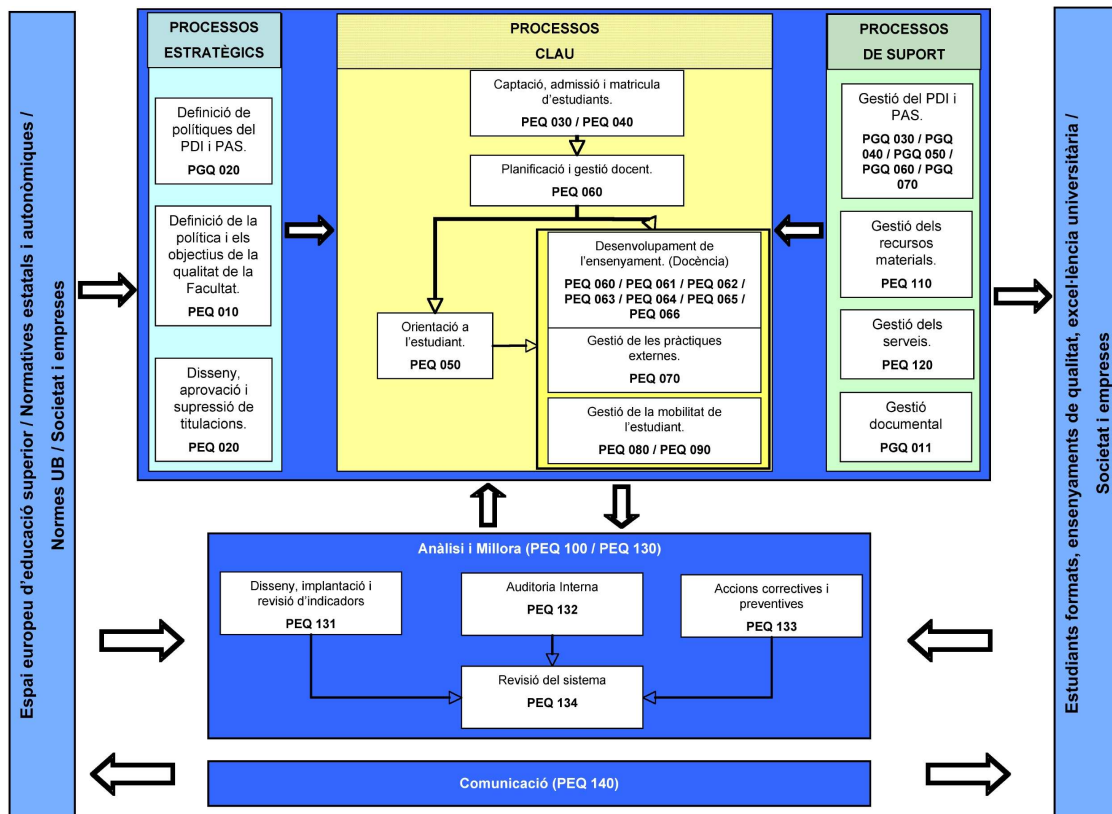 Espai europeu d'educació superior / Normatives estatals i autonòmiques /
Normes UB / Societat i empreses
PROCESSOS
ESTRATÈGICS
Definició de
polítiques del
PDI i PAS.
PGQ 020
Definició de la
política i els
objectius de la
qualitat de la
Facultat.
PEQ 010
Disseny,
aprovació i
supressió de
titulacions.
PEQ 020
PROCESSOS
CLAU
Captació, admissió i matricula
d'estudiants.
PEQ 030 / PEQ 040
Planificació i gestió docent.
PEQ 060
Orientació a
l'estudiant.
PEQ 050
Desenvolupament de
l'ensenyament. (Docència)
PEQ 060 / PEQ 061 / PEQ 062 /
PEQ 063 / PEQ 064 / PEQ 065 /
PEQ 066
Gestió de les pràctiques
externes.
PEQ 070
Gestió de la mobilitat de
l'estudiant.
PEQ 080 / PEQ 090
PROCESSOS
DE SUPORT
Gestió del PDI i
PAS.
PGQ 030 / PGQ
040 / PGQ 050 /
PGQ 060 / PGQ
070
Gestió dels
recursos
materials.
PEQ 110
Gestió dels
serveis.
PEQ 120
Gestió
documental
PGQ 011
Anàlisi i Millora (PEQ 100 / PEQ 130)
Disseny, implantació i
revisió d'indicadors
PEQ 131
Auditoria Interna
PEQ 132
Accions correctives i
preventives
PEQ 133
Revisió del sistema
PEQ 134
Comunicació (PEQ 140)
Estudiants formats, ensenyaments de qualitat, excel·lència universitària /
Societat i empreses